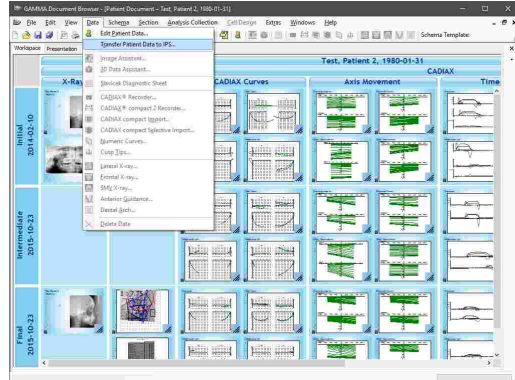 GAMMA Document Browser - [Patient Document - Test, Patient 2, 1980-01-31]
File Edit View Data Schema Section Analysis Collection Cell Design Extras Windows Help
Edit Patient Data...
Schema Template:
Workspace Presentation
Transfer Patient Data to IPS...
Test, Patient 2, 1980-01-31
Image Assistant...
3D Data Assistant...
CADIAX
X-Ray
Slavicek Diagnostic Sheet
CADIAX Curves
Axis Movement
Time
CADIAX® Recorder...
CADIAX® compact 2 Recorder...
CADIAX compact Import...
CADIAX compact Selective Import...
Numeric Curves...
Cusp Tips...
Lateral X-ray...
Frontal X-ray...
SMV X-ray...
Anterior Guidance...
Dental Arch...
Delete Data
Initial
2014-02-10
Intermediate
2015-10-23
Final
2015-10-23